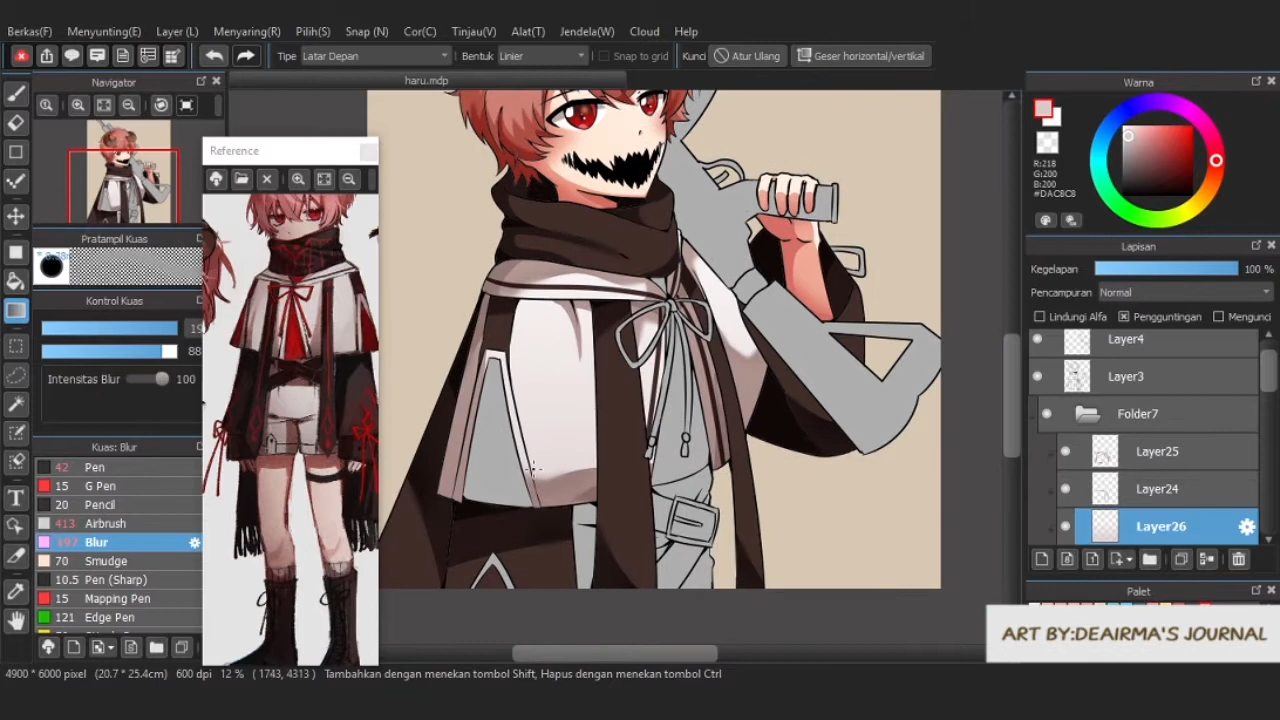 Berkas(F) Menyunting(E) Layer (L) Menyaring(R) Pilih(S) Snap (N) Cor(C) Tinjau(V) Alat(T) Jendela(W) Cloud Help
Tipe Latar Depan Bentuk Linier Snap to grid Kunci Atur Ulang Geser horizontal/vertikal
Navigator
haru.mdp
Reference
Pratampil Kuas
Kontrol Kuas
19
88
Intensitas Blur 100
Kuas: Blur
42 Pen
15 G Pen
20 Pencil
413 Airbrush
Blur
70 Smudge
10.5 Pen (Sharp)
15 Mapping Pen
121 Edge Pen
Warna
R:218
G:200
B:200
#DAC8C8
Lapisan
Kegelapan 100 %
Pencampuran Normal
Lindungi Alfa Pengguntingan Mengunci
Layer4
Layer3
Folder7
Layer25
Layer24
Layer26
Palet
ART BY:DEAIRMA'S JOURNAL
4900 * 6000 pixel (20.7 * 25.4cm) 600 dpi 12 % ( 1743, 4313 ) Tambahkan dengan menekan tombol Shift, Hapus dengan menekan tombol Ctrl